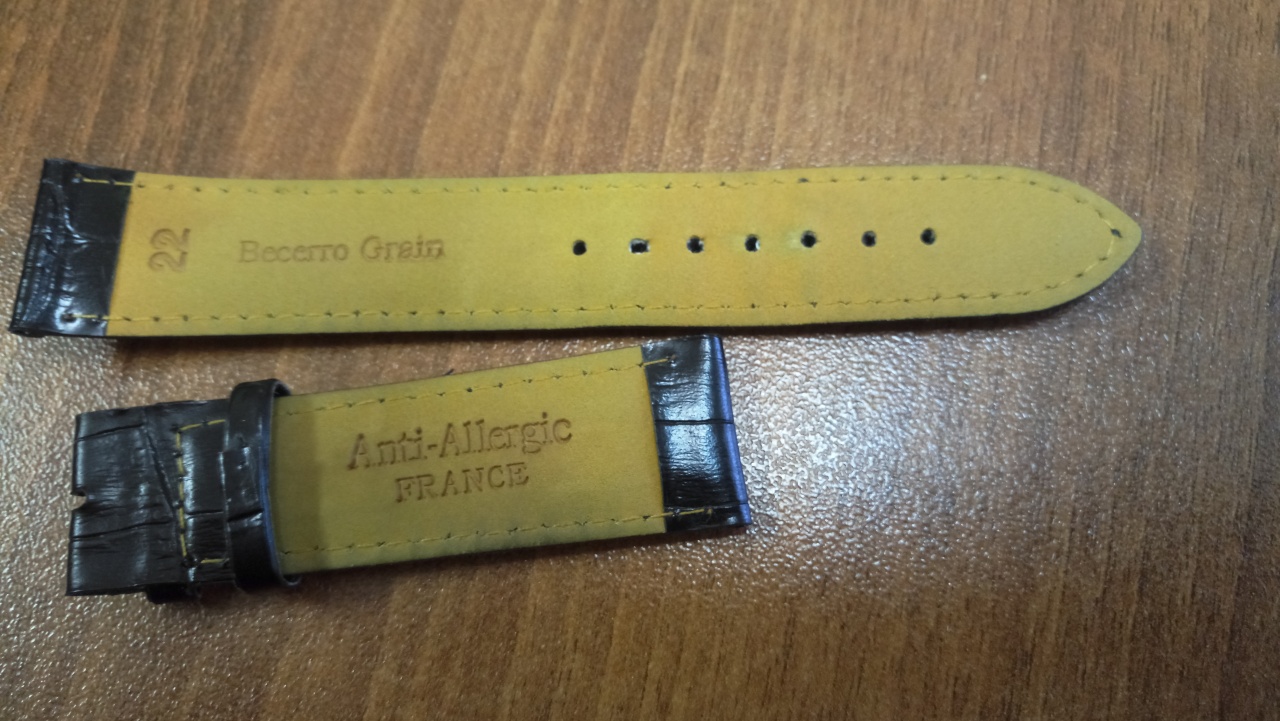 22
Becerro Grain
Anti-Allergic
FRANCE